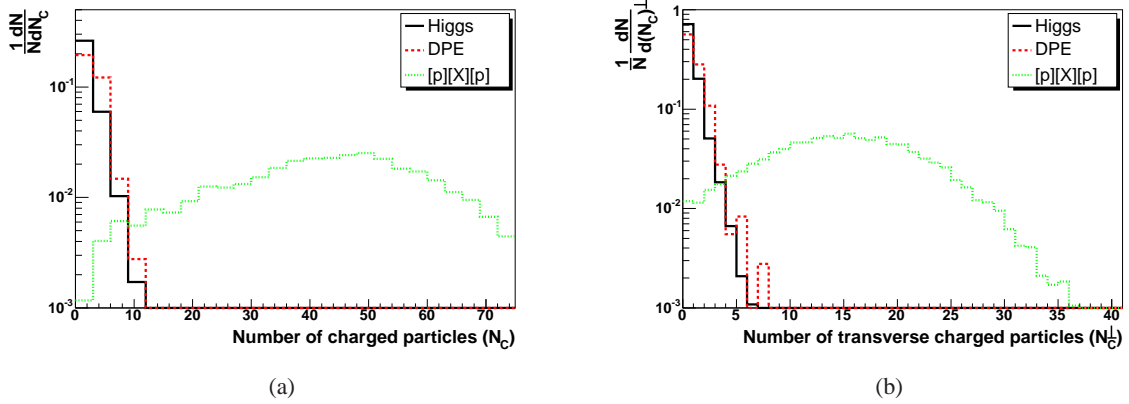 1/N dN/dN_C
10^-1
10^-2
10^-3
0 10 20 30 40 50 60 70
Number of charged particles (N_C)
Higgs
DPE
[p][X][p]
(a)
1/N dN/d(N_C)^⊥
1
10^-1
10^-2
10^-3
0 5 10 15 20 25 30 35 40
Number of transverse charged particles (N_C^⊥)
Higgs
DPE
[p][X][p]
(b)